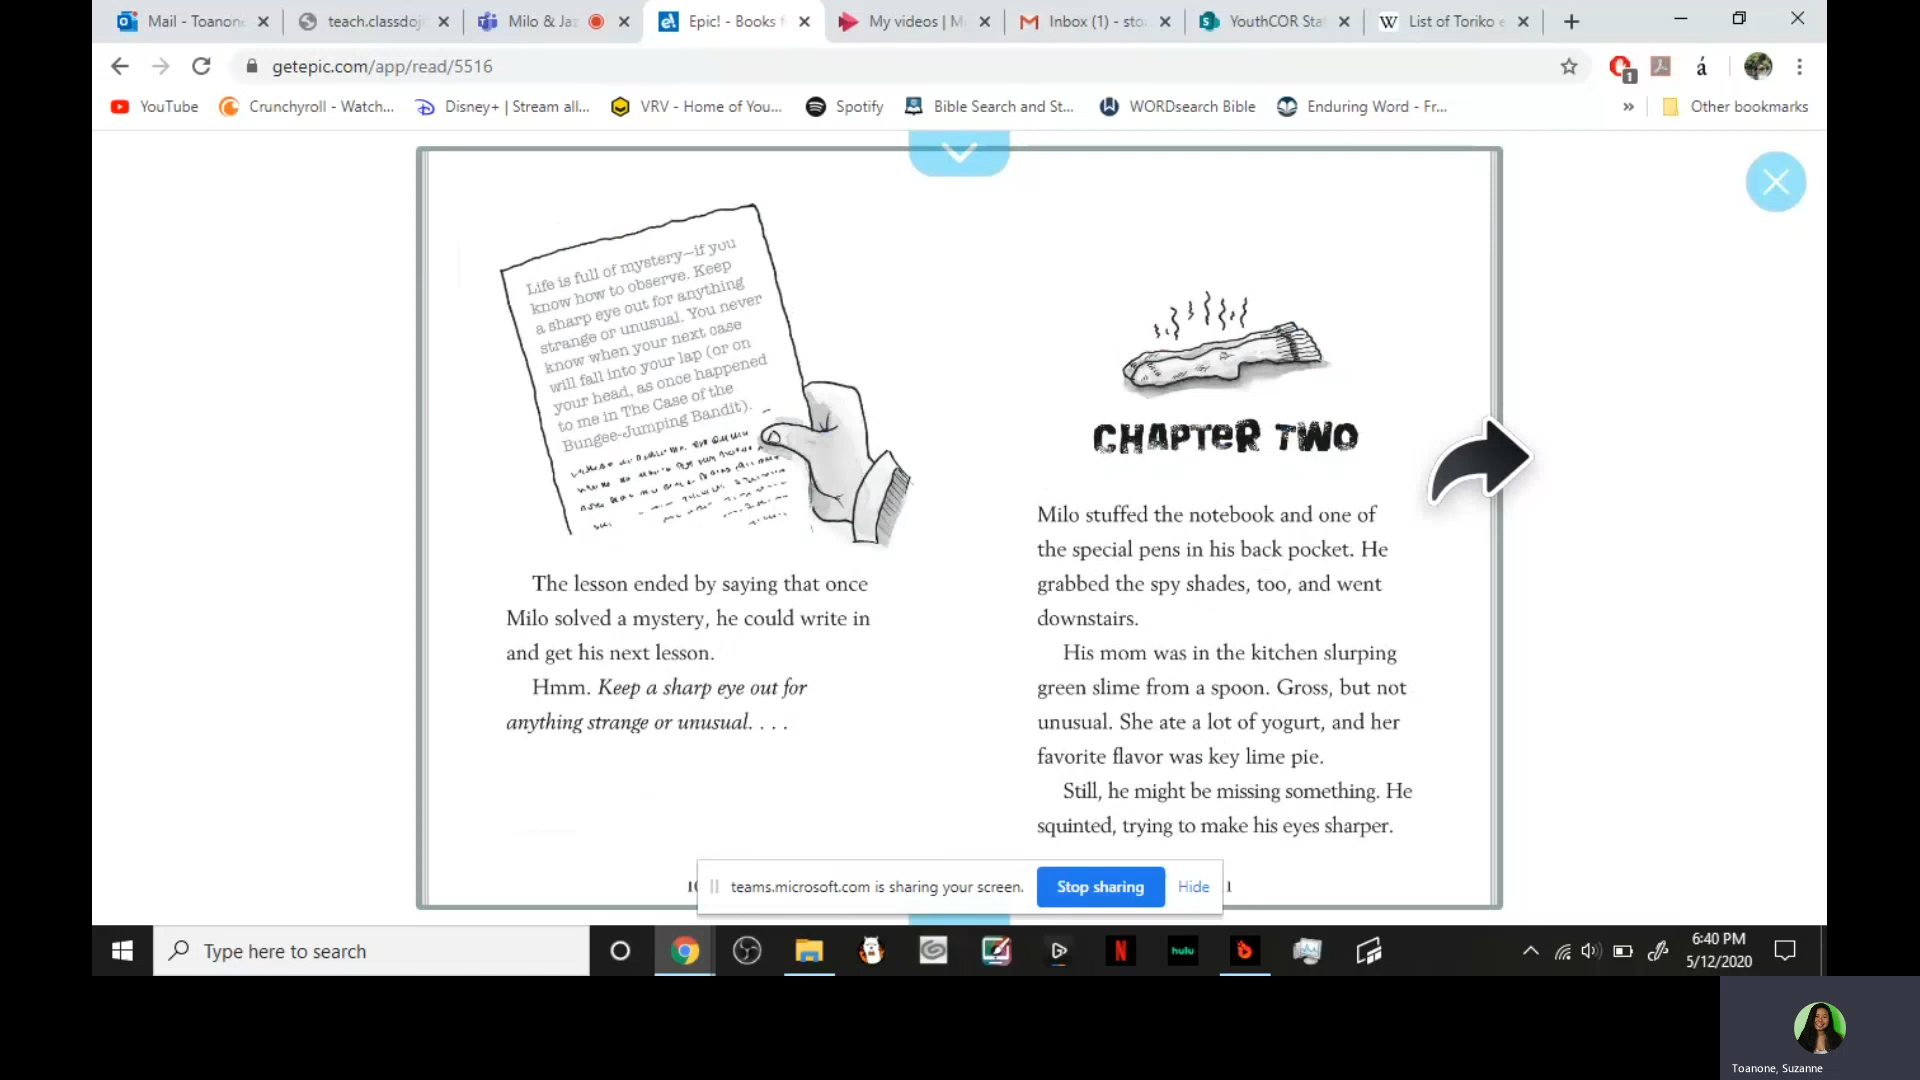 Mail - Toanone
teach.classdoj
Milo & Jaz
Epic! - Books f
My videos | M
Inbox (1) - sto
YouthCOR Sta
List of Toriko e
getepic.com/app/read/5516
1
á
YouTube
Crunchyroll - Watch...
Disney+ | Stream all...
VRV - Home of You...
Spotify
Bible Search and St...
WORDsearch Bible
Enduring Word - Fr...
»
Other bookmarks
Life is full of mystery—if you
know how to observe. Keep
a sharp eye out for anything
strange or unusual. You never
know when your next case
will fall into your lap (or on
your head, as once happened
to me in The Case of the
Bungee-Jumping Bandit).
The lesson ended by saying that once
Milo solved a mystery, he could write in
and get his next lesson.
Hmm. Keep a sharp eye out for
anything strange or unusual. . . .
CHAPTER TWO
Milo stuffed the notebook and one of
the special pens in his back pocket. He
grabbed the spy shades, too, and went
downstairs.
His mom was in the kitchen slurping
green slime from a spoon. Gross, but not
unusual. She ate a lot of yogurt, and her
favorite flavor was key lime pie.
Still, he might be missing something. He
squinted, trying to make his eyes sharper.
teams.microsoft.com is sharing your screen.
Stop sharing
Hide
Type here to search
N
hulu
6:40 PM
5/12/2020
Toanone, Suzanne